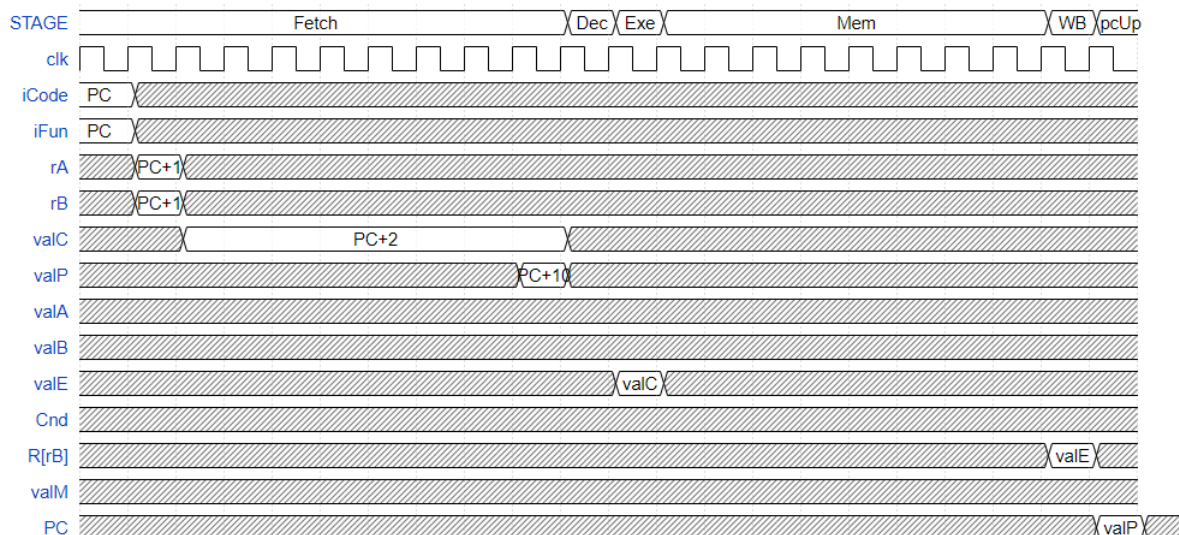 STAGE Fetch Dec Exe Mem WB pcUp
clk
iCode PC
iFun PC
rA PC+1
rB PC+1
valC PC+2
valP PC+10
valA
valB
valE valC
Cnd
R[rB] valE
valM
PC valP